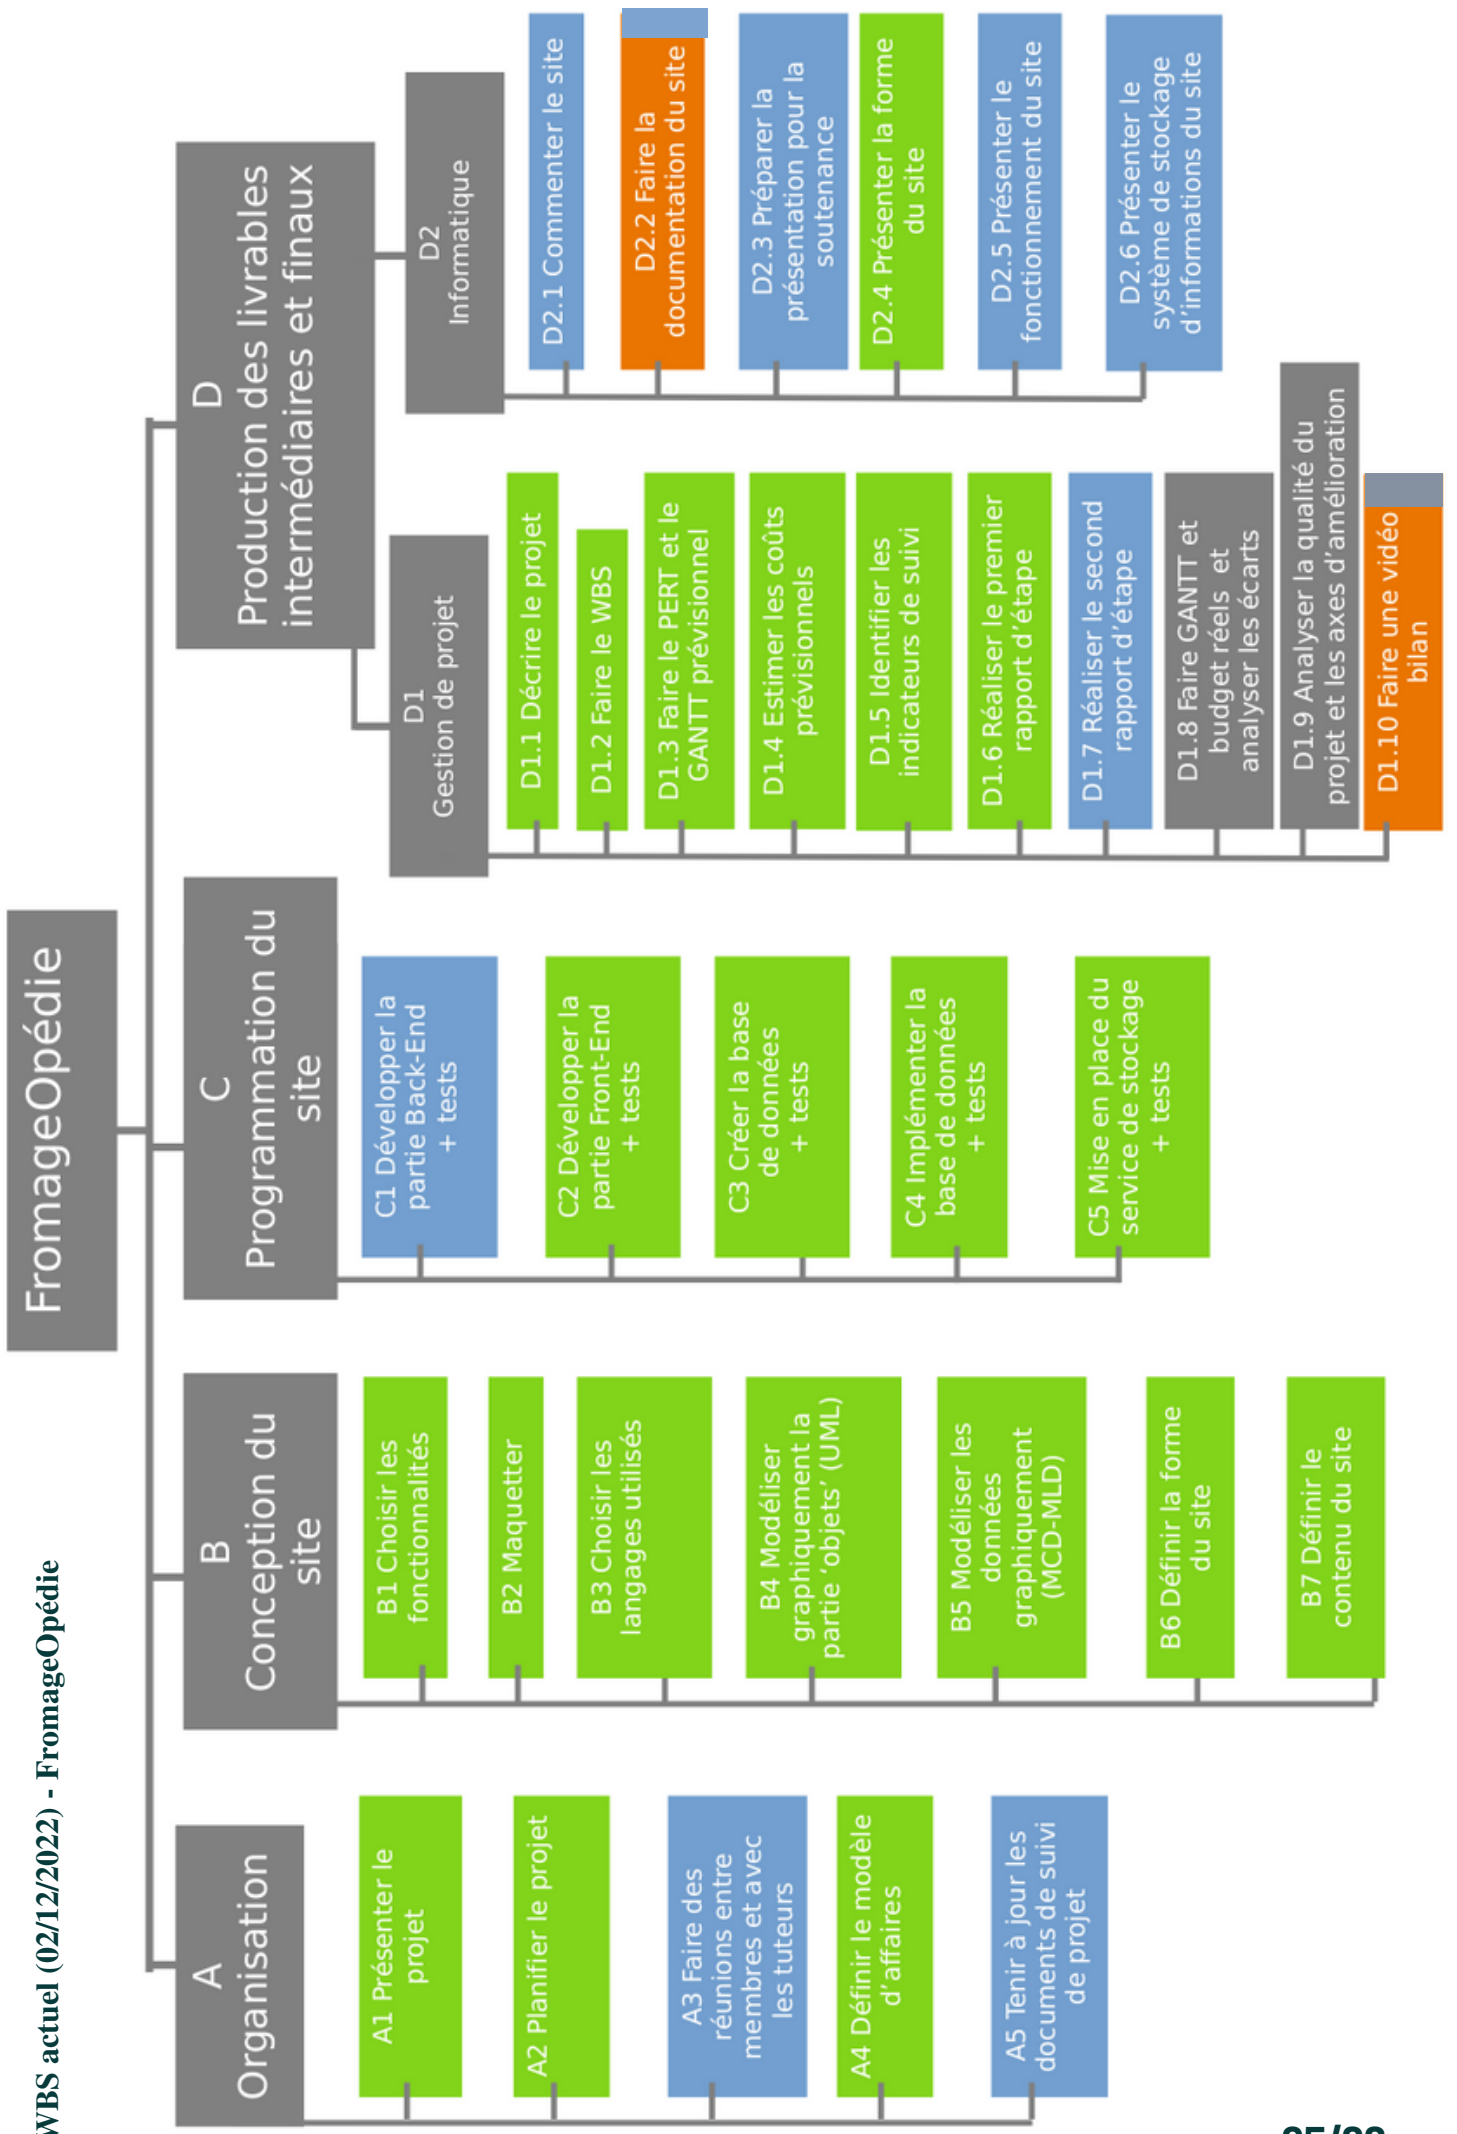 WBS actuel (02/12/2022) - FromageOpédie
FromageOpédie
A
Organisation
A1 Présenter le
projet
A2 Planifier le projet
A3 Faire des
réunions entre
membres et avec
les tuteurs
A4 Définir le modèle
d'affaires
A5 Tenir à jour les
documents de suivi
de projet
B
Conception du
site
B1 Choisir les
fonctionnalités
B2 Maquetter
B3 Choisir les
langages utilisés
B4 Modéliser
graphiquement la
partie ‘objets’ (UML)
B5 Modéliser les
données
graphiquement
(MCD-MLD)
B6 Définir la forme
du site
B7 Définir le
contenu du site
C
Programmation du
site
C1 Développer la
partie Back-End
+ tests
C2 Développer la
partie Front-End
+ tests
C3 Créer la base
de données
+ tests
C4 Implémenter la
base de données
+ tests
C5 Mise en place du
service de stockage
+ tests
D
Production des livrables
intermédiaires et finaux
D1
Gestion de projet
D1.1 Décrire le projet
D1.2 Faire le WBS
D1.3 Faire le PERT et le
GANTT prévisionnel
D1.4 Estimer les coûts
prévisionnels
D1.5 Identifier les
indicateurs de suivi
D1.6 Réaliser le premier
rapport d'étape
D1.7 Réaliser le second
rapport d'étape
D1.8 Faire GANTT et
budget réels et
analyser les écarts
D1.9 Analyser la qualité du
projet et les axes d'amélioration
D1.10 Faire une vidéo
bilan
D2
Informatique
D2.1 Commenter le site
D2.2 Faire la
documentation du site
D2.3 Préparer la
présentation pour la
soutenance
D2.4 Présenter la forme
du site
D2.5 Présenter le
fonctionnement du site
D2.6 Présenter le
système de stockage
d'informations du site